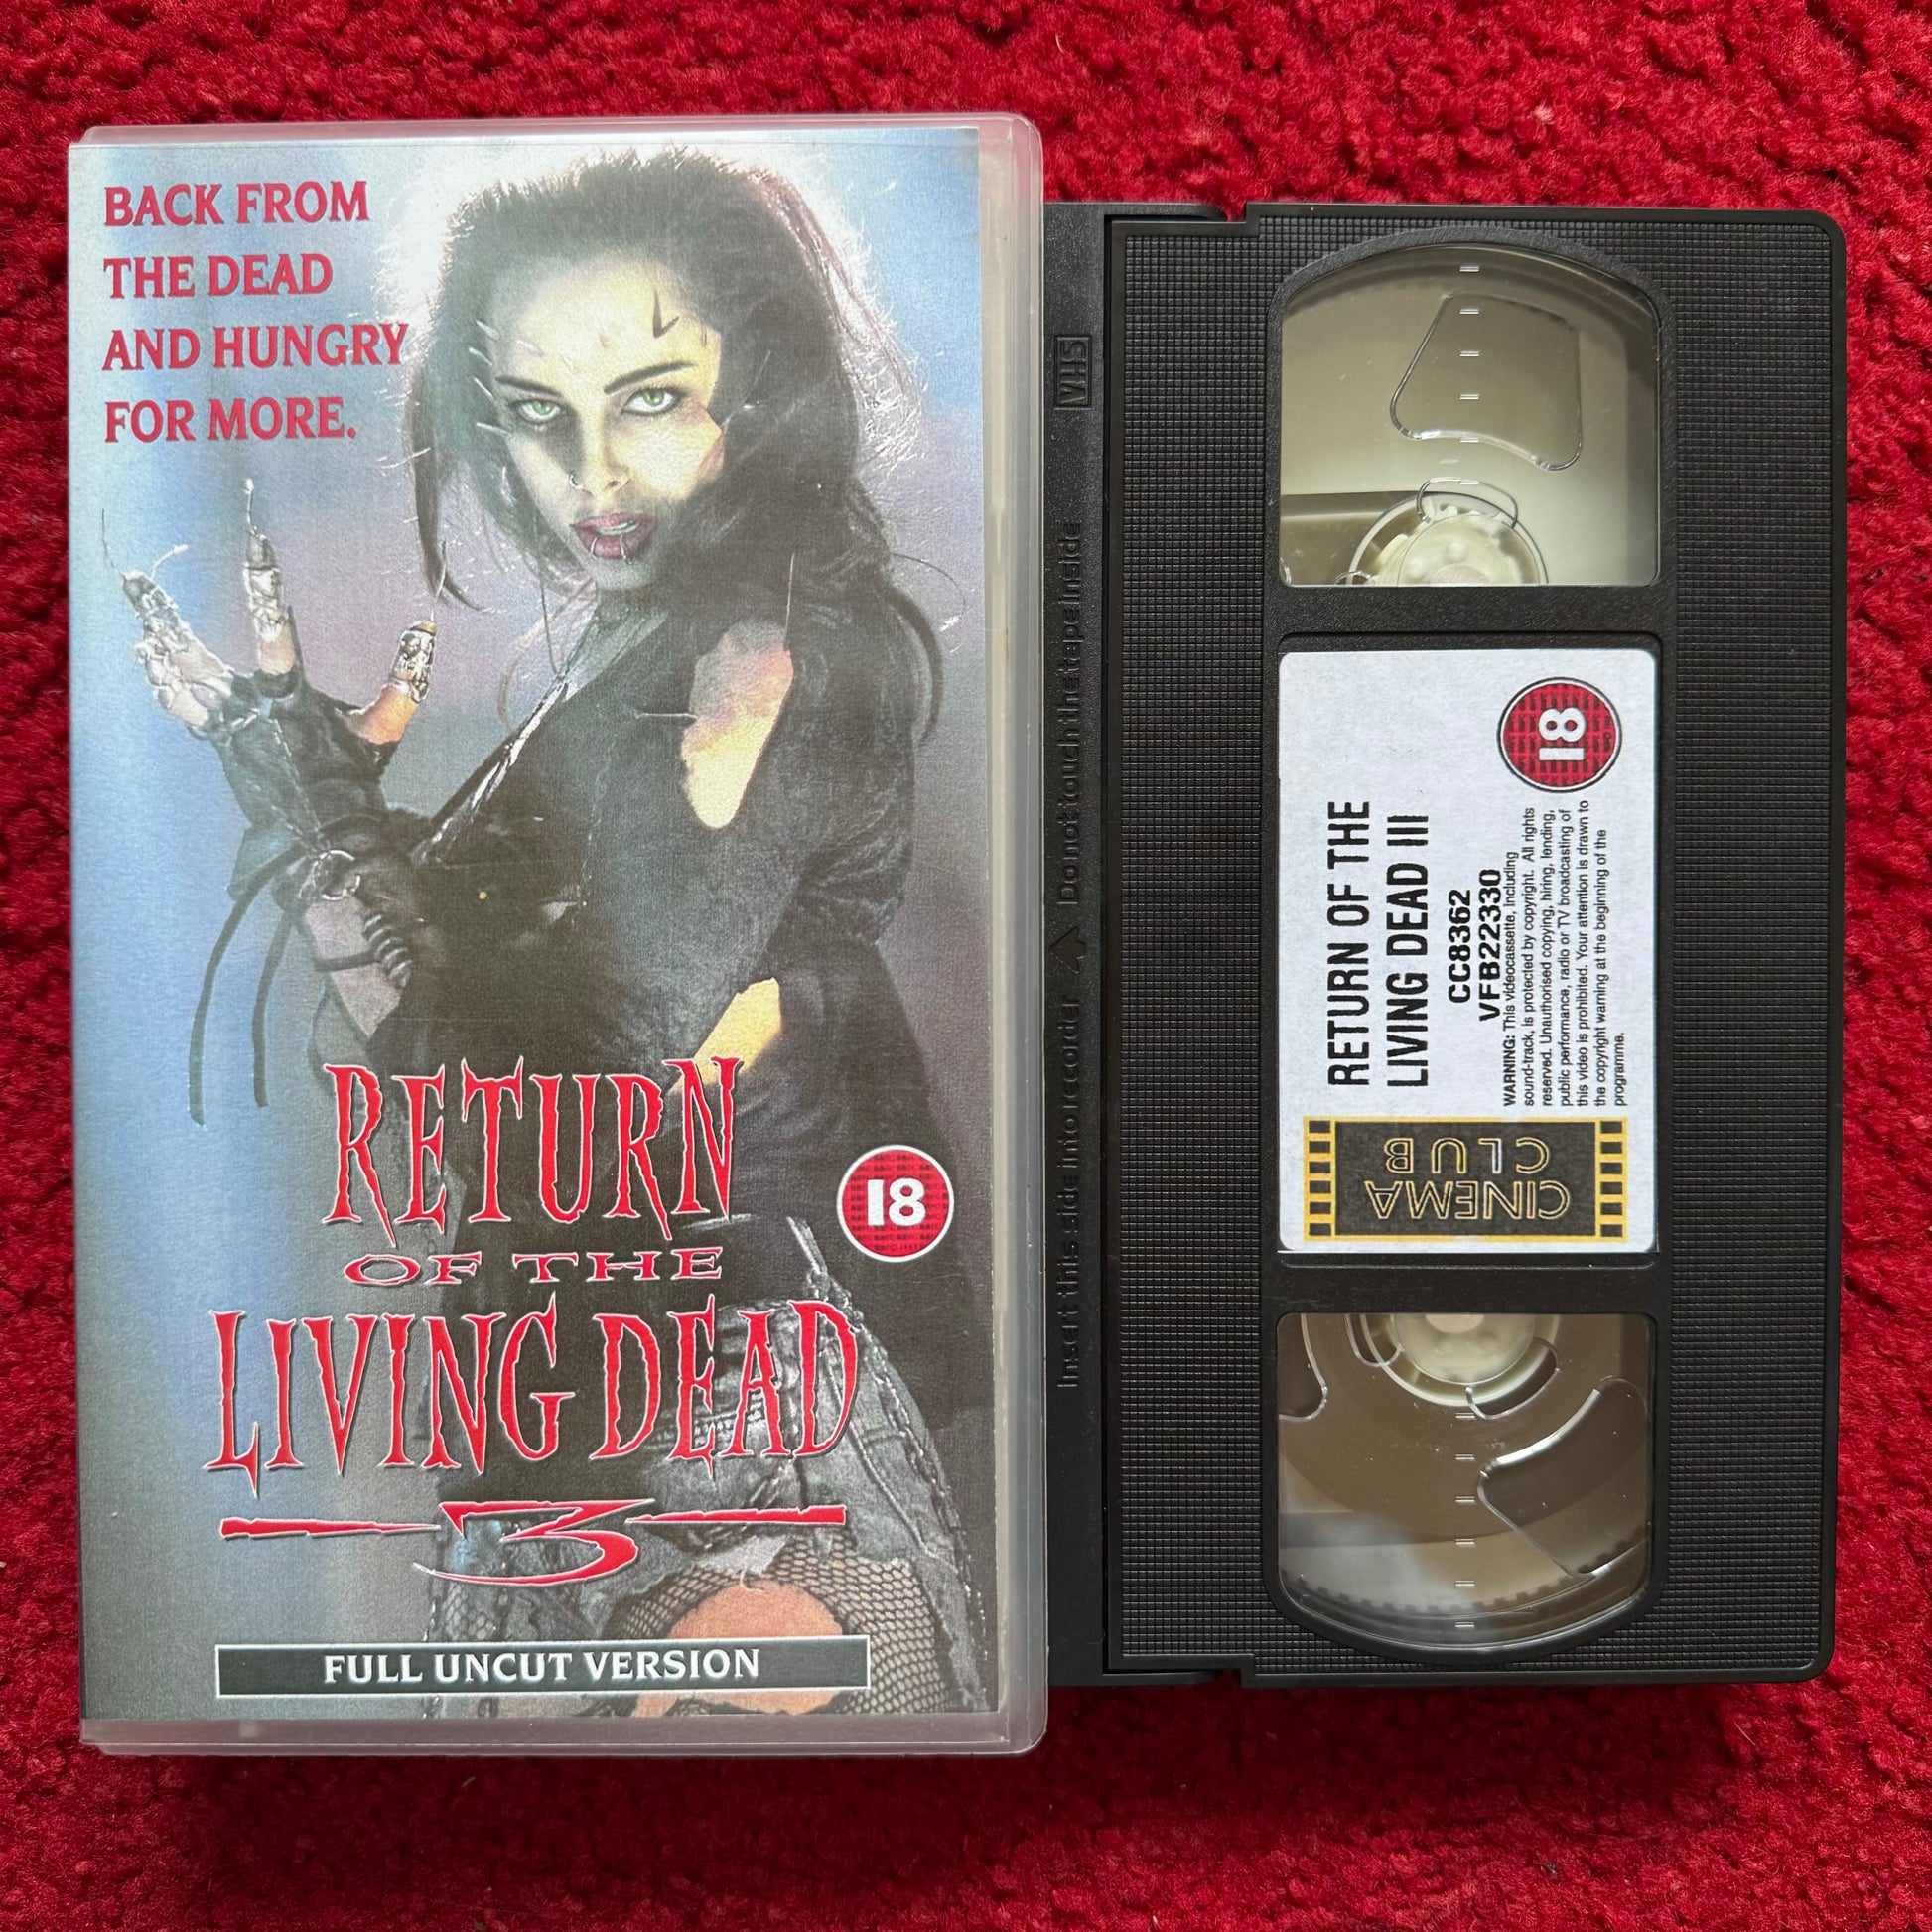 BACK FROM
THE DEAD
AND HUNGRY
FOR MORE.
RETURN
OF THE
LIVING DEAD
3
18
FULL UNCUT VERSION
VHS
Insert this side into recorder
Do not touch the tape inside
18
RETURN OF THE
LIVING DEAD III
CC8362
VFB22330
WARNING: This videocassette, including
sound-track, is protected by copyright. All rights
reserved. Unauthorised copying, hiring, lending,
public performance, radio or TV broadcasting of
this video is prohibited. Your attention is drawn to
the copyright warning at the beginning of the
programme.
CINEMA
CLUB